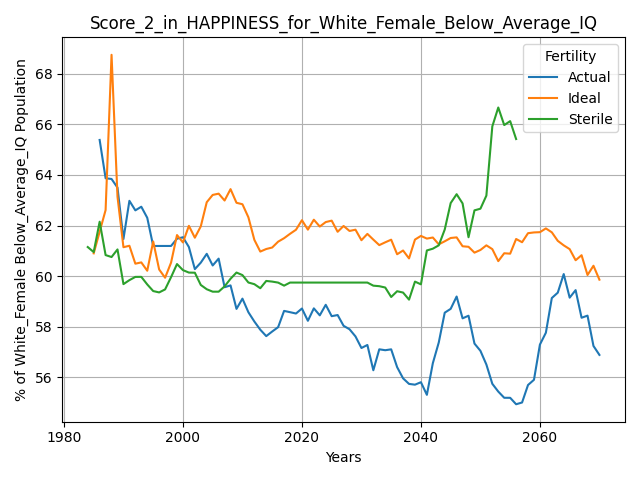 Score_2_in_HAPPINESS_for_White_Female_Below_Average_IQ
% of White_Female Below_Average_IQ Population
68
66
64
62
60
58
56
Fertility
Actual
Ideal
Sterile
1980
2000
2020
2040
2060
Years